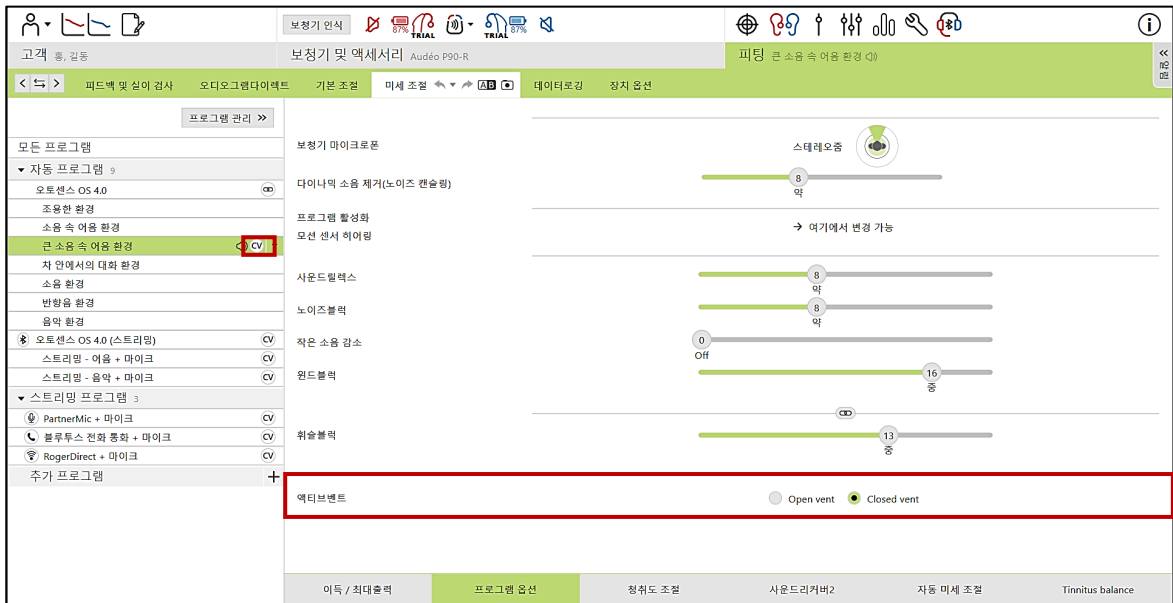 보청기 인식 87% TRIAL TRIAL 87%
고객 홍, 길동 보청기 및 액세서리 Audéo P90-R 피팅 큰 소음 속 어음 환경
알림
피드백 및 실이 검사 오디오그램다이렉트 기본 조절 미세 조절 AB 데이터로깅 장치 옵션
프로그램 관리
모든 프로그램
자동 프로그램 9
오토센스 OS 4.0
조용한 환경
소음 속 어음 환경
큰 소음 속 어음 환경 CV
차 안에서의 대화 환경
소음 환경
반향음 환경
음악 환경
오토센스 OS 4.0 (스트리밍) CV
스트리밍 - 어음 + 마이크 CV
스트리밍 - 음악 + 마이크 CV
스트리밍 프로그램 3
PartnerMic + 마이크 CV
블루투스 전화 통화 + 마이크 CV
RogerDirect + 마이크 CV
추가 프로그램 +
보청기 마이크로폰 스테레오줌
다이나믹 소음 제거(노이즈 캔슬링) 8
약
프로그램 활성화
모션 센서 히어링 → 여기에서 변경 가능
사운드릴렉스 8
약
노이즈블럭 8
약
작은 소음 감소 0
Off
윈드블럭 16
중
휘슬블럭 13
중
액티브벤트 Open vent Closed vent
이득 / 최대출력 프로그램 옵션 청취도 조절 사운드리커버2 자동 미세 조절 Tinnitus balance